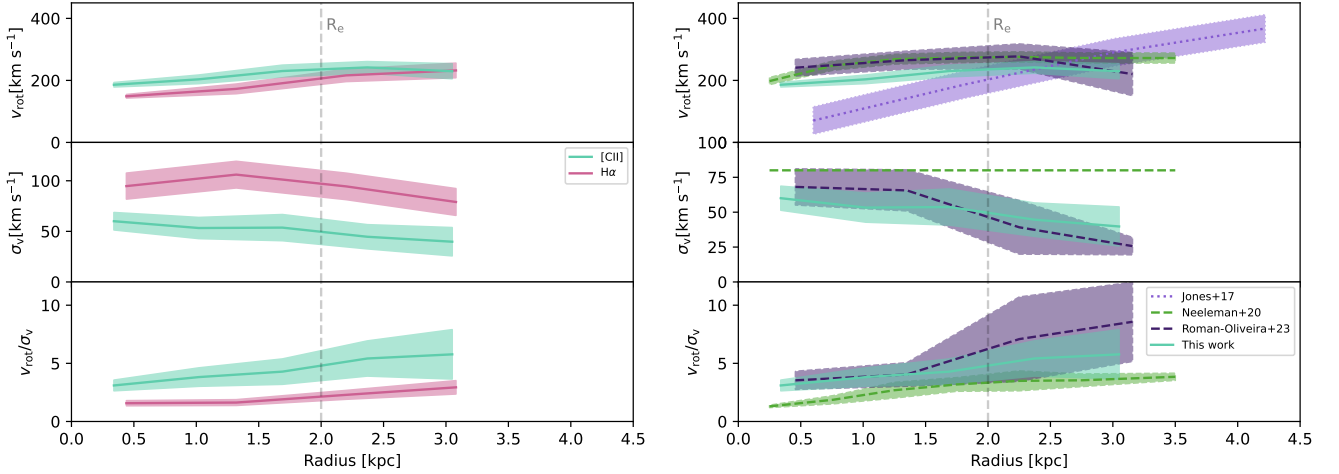 400
200
0
v_rot[km s⁻¹]
R_e
100
50
0
σ_v[km s⁻¹]
[CII]
Hα
10
5
0
v_rot/σ_v
0.0 0.5 1.0 1.5 2.0 2.5 3.0 3.5 4.0 4.5
Radius [kpc]
400
200
0
v_rot[km s⁻¹]
R_e
100
75
50
25
0
σ_v[km s⁻¹]
10
5
0
v_rot/σ_v
Jones+17
Neeleman+20
Roman-Oliveira+23
This work
0.0 0.5 1.0 1.5 2.0 2.5 3.0 3.5 4.0 4.5
Radius [kpc]